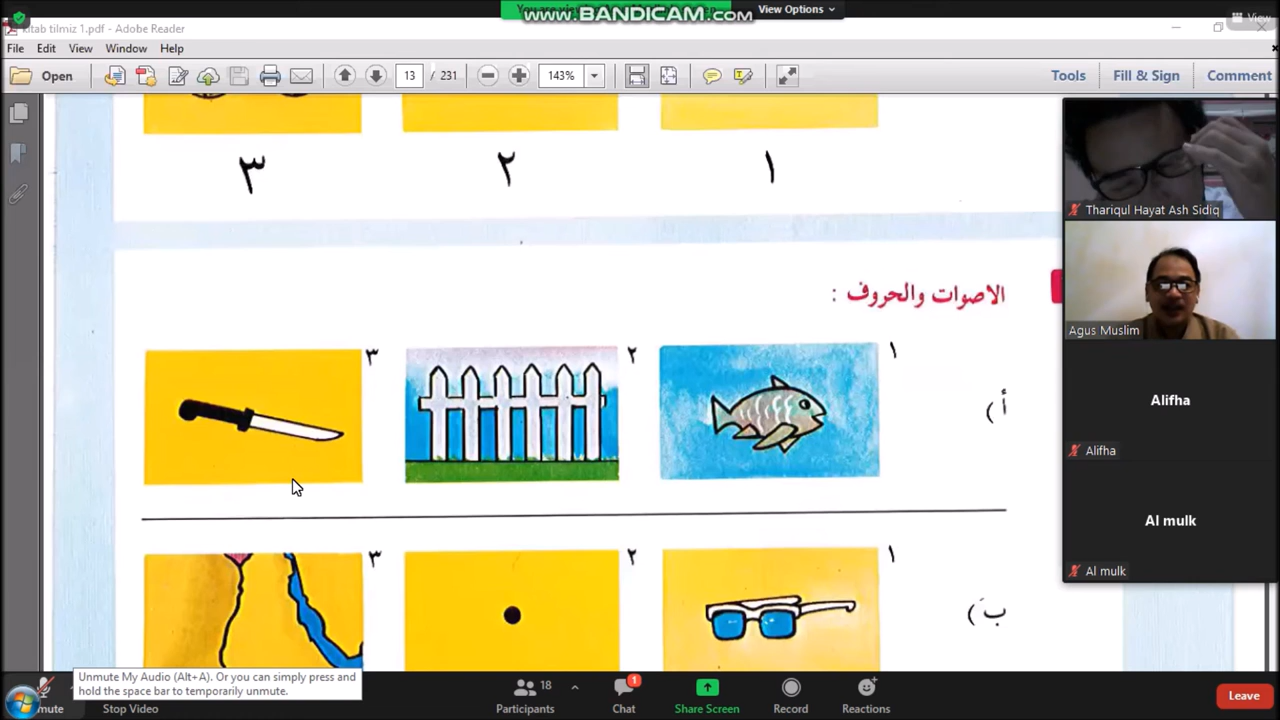 www.BANDICAM.com
View Options
View
kitab tilmiz 1.pdf - Adobe Reader
File Edit View Window Help
Open 13 / 231 143% Tools Fill & Sign Comment
٣ ٢ ١
الاصوات والحروف :
٣ ٢ ١
أ)
٣ ٢ ١
بَ)
Thariqul Hayat Ash Sidiq
Agus Muslim
Alifha
Alifha
Al mulk
Al mulk
Unmute My Audio (Alt+A). Or you can simply press and
hold the space bar to temporarily unmute.
mute Stop Video
18
Participants
1
Chat
Share Screen
Record
Reactions
Leave